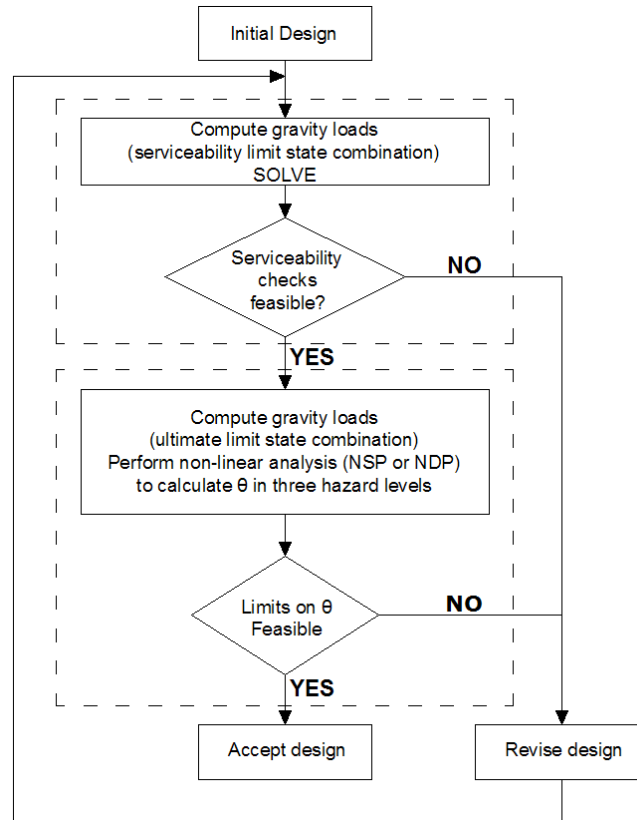 Initial Design
Compute gravity loads
(serviceability limit state combination)
SOLVE
Serviceability
checks
feasible?
NO
YES
Compute gravity loads
(ultimate limit state combination)
Perform non-linear analysis (NSP or NDP)
to calculate θ in three hazard levels
Limits on θ
Feasible
NO
YES
Accept design
Revise design